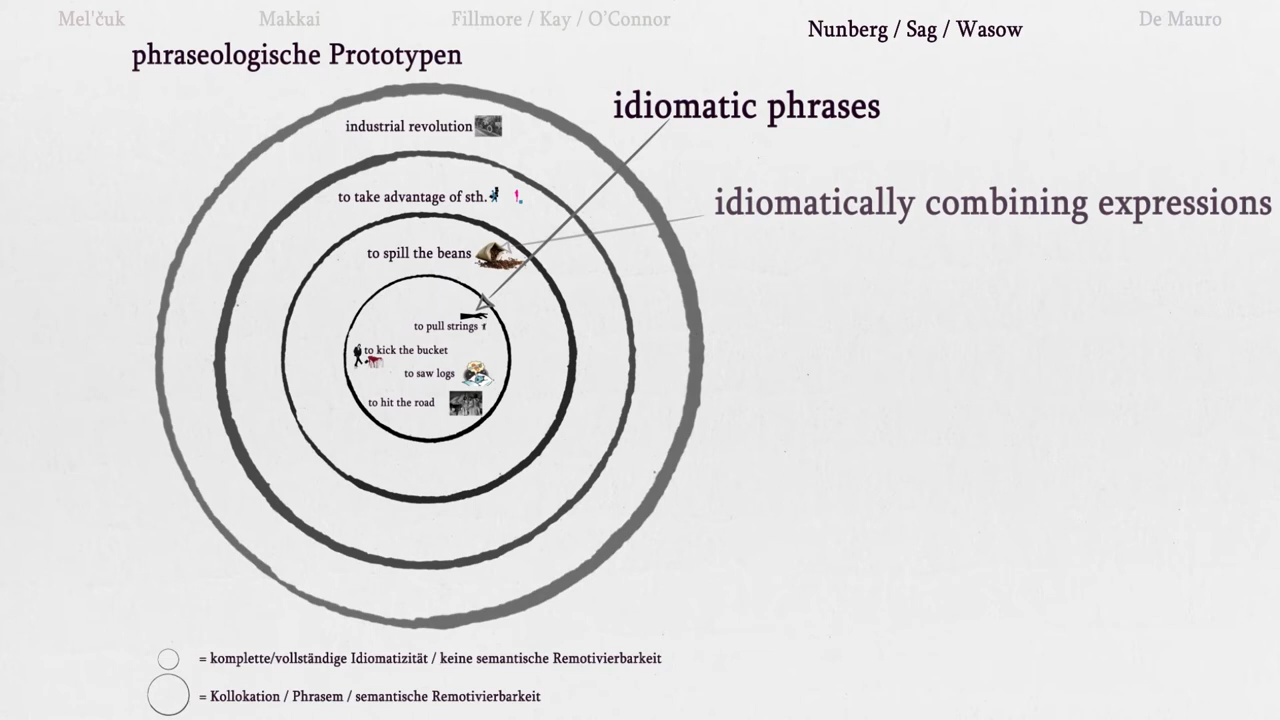 Mel'čuk
Makkai
Fillmore / Kay / O'Connor
Nunberg / Sag / Wasow
De Mauro
phraseologische Prototypen
idiomatic phrases
industrial revolution
to take advantage of sth.
idiomatically combining expressions
to spill the beans
to pull strings
to kick the bucket
to saw logs
to hit the road
= komplette/vollständige Idiomatizität / keine semantische Remotivierbarkeit
= Kollokation / Phrasem / semantische Remotivierbarkeit